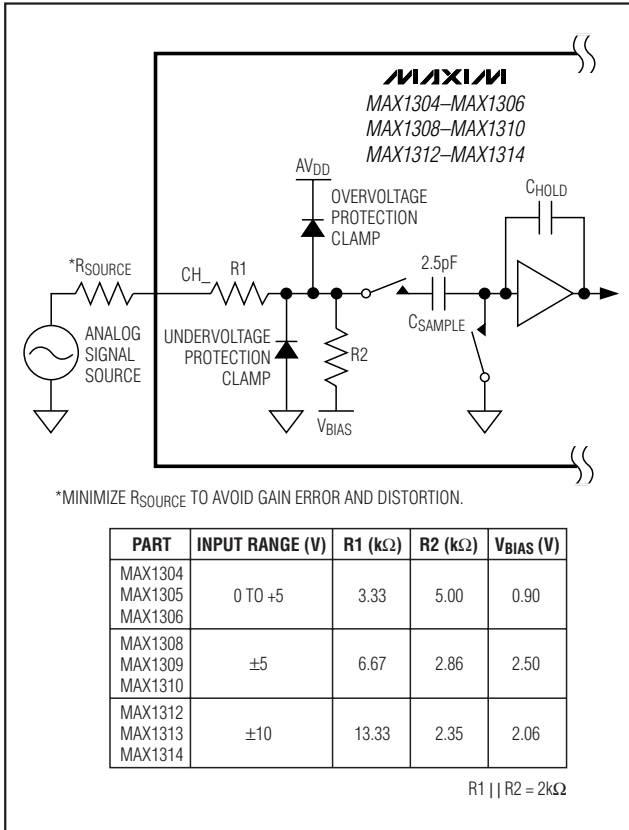 MAXIM
MAX1304–MAX1306
MAX1308–MAX1310
MAX1312–MAX1314
AVDD
OVERVOLTAGE
PROTECTION
CLAMP
CHOLD
*RSOURCE
CH_
R1
2.5pF
CSAMPLE
ANALOG
SIGNAL
SOURCE
UNDERVOLTAGE
PROTECTION
CLAMP
R2
VBIAS
*MINIMIZE RSOURCE TO AVOID GAIN ERROR AND DISTORTION.
PART INPUT RANGE (V) R1 (kΩ) R2 (kΩ) VBIAS (V)
MAX1304
MAX1305 0 TO +5 3.33 5.00 0.90
MAX1306
MAX1308
MAX1309 ±5 6.67 2.86 2.50
MAX1310
MAX1312
MAX1313 ±10 13.33 2.35 2.06
MAX1314
R1 || R2 = 2kΩ